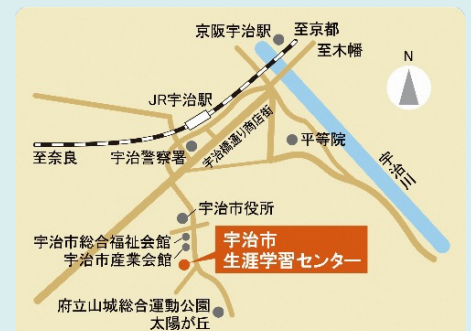 京阪宇治駅
至京都
至木幡
N
JR宇治駅
至奈良
宇治警察署
宇治橋通り商店街
平等院
宇治川
宇治市役所
宇治市総合福祉会館
宇治市産業会館
宇治市
生涯学習センター
府立山城総合運動公園
太陽が丘